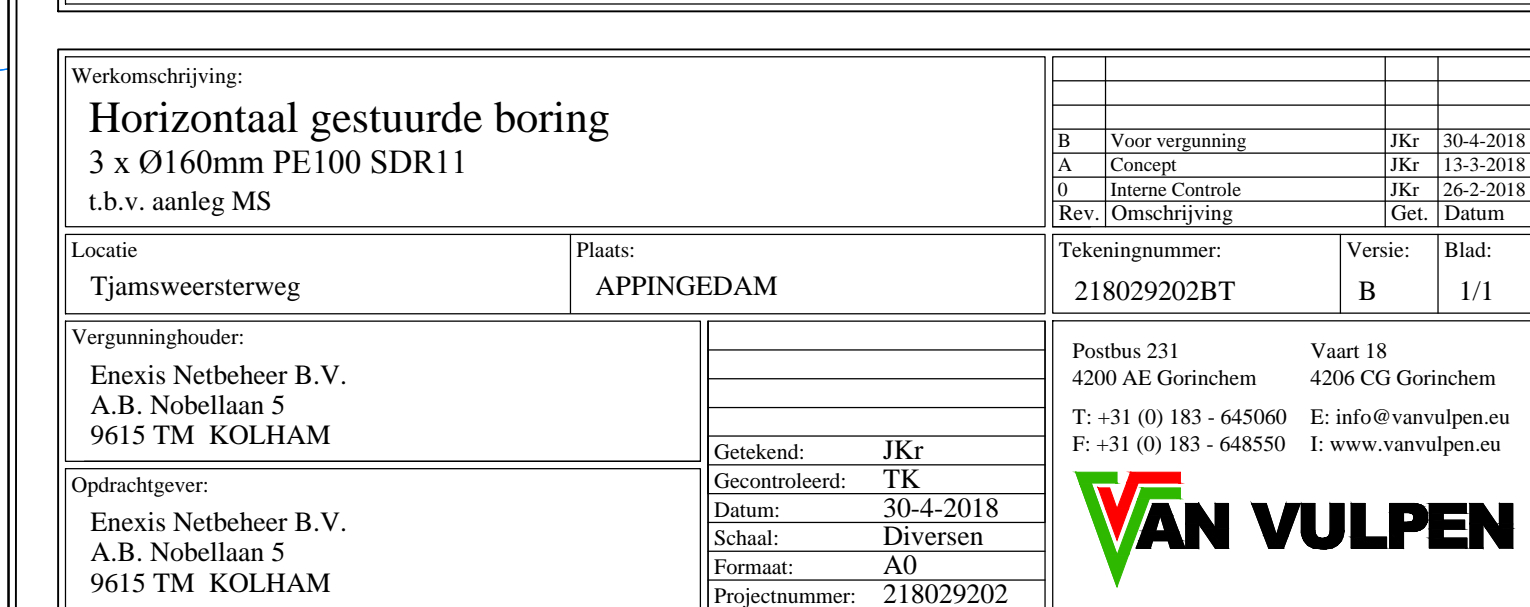 Werkomschrijving:
Horizontaal gestuurde boring
3 x Ø160mm PE100 SDR11
t.b.v. aanleg MS
B Voor vergunning JKr 30-4-2018
A Concept JKr 13-3-2018
0 Interne Controle JKr 26-2-2018
Rev. Omschrijving Get. Datum
Locatie
Tjamsweersterweg
Plaats:
APPINGEDAM
Tekeningnummer:
218029202BT
Versie:
B
Blad:
1/1
Vergunninghouder:
Enexis Netbeheer B.V.
A.B. Nobellaan 5
9615 TM KOLHAM
Opdrachtgever:
Enexis Netbeheer B.V.
A.B. Nobellaan 5
9615 TM KOLHAM
Getekend: JKr
Gecontroleerd: TK
Datum: 30-4-2018
Schaal: Diversen
Formaat: A0
Projectnummer: 218029202
Postbus 231
4200 AE Gorinchem
Vaart 18
4206 CG Gorinchem
T: +31 (0) 183 - 645060
F: +31 (0) 183 - 648550
E: info@vanvulpen.eu
I: www.vanvulpen.eu
VAN VULPEN